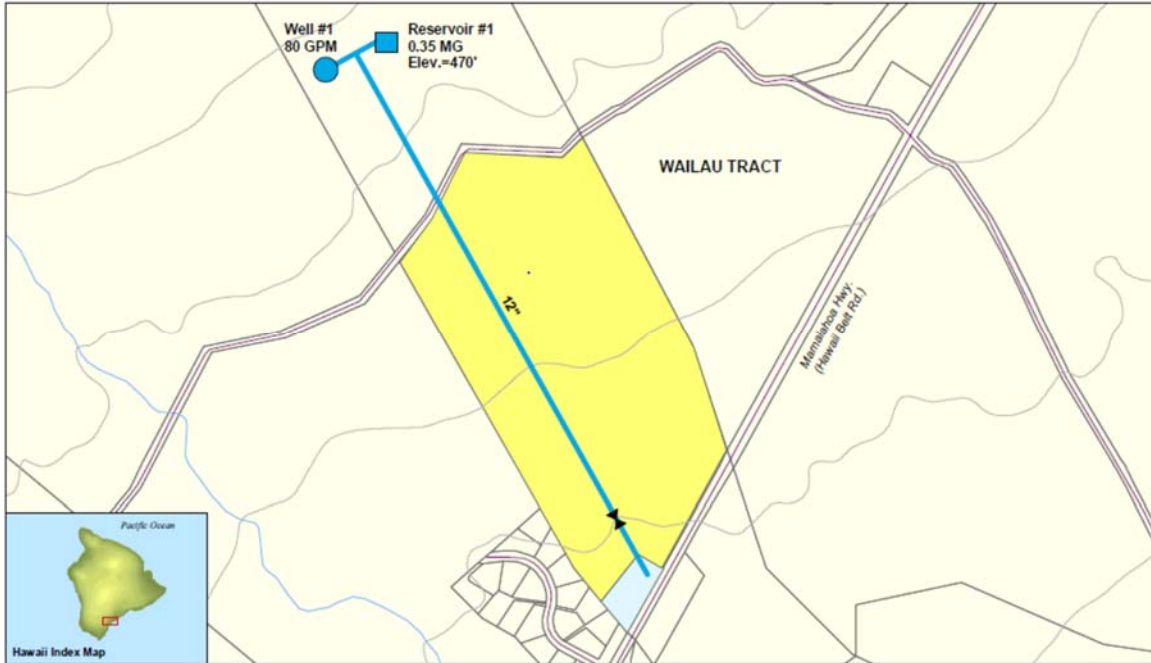 Well #1
80 GPM
Reservoir #1
0.35 MG
Elev.=470'
WAILAU TRACT
12"
Mamalahoa Hwy.
(Hawaii Belt Rd.)
Pacific Ocean
Hawaii Index Map